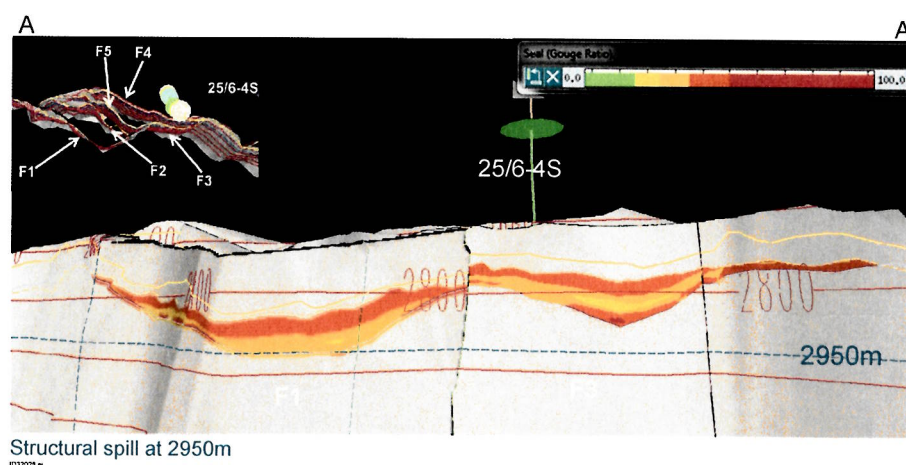 A
A
Seal (Gouge Ratio)
0.0
100.0
F5
F4
25/6-4S
F1
F2
F3
25/6-4S
2800
2800
2950m
F1
Structural spill at 2950m